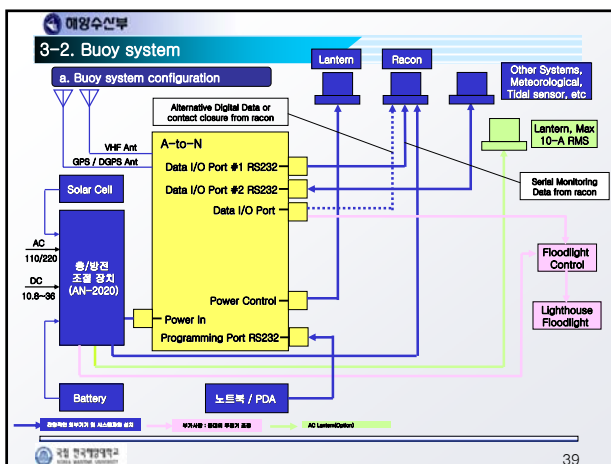 해양수산부
3-2. Buoy system
a. Buoy system configuration
Lantern
Racon
Other Systems,
Meteorological,
Tidal sensor, etc
Alternative Digital Data or
contact closure from racon
Lantern, Max
10-A RMS
VHF Ant
GPS / DGPS Ant
A-to-N
Data I/O Port #1 RS232
Data I/O Port #2 RS232
Data I/O Port
Serial Monitoring
Data from racon
Solar Cell
AC
110/220
DC
10.8~36
충/방전
조절 장치
(AN-2020)
Floodlight
Control
Power Control
Power In
Programming Port RS232
Lighthouse
Floodlight
Battery
노트북 / PDA
AC Lantern(Option)
국립 한국해양대학교
KOREA MARITIME UNIVERSITY
39